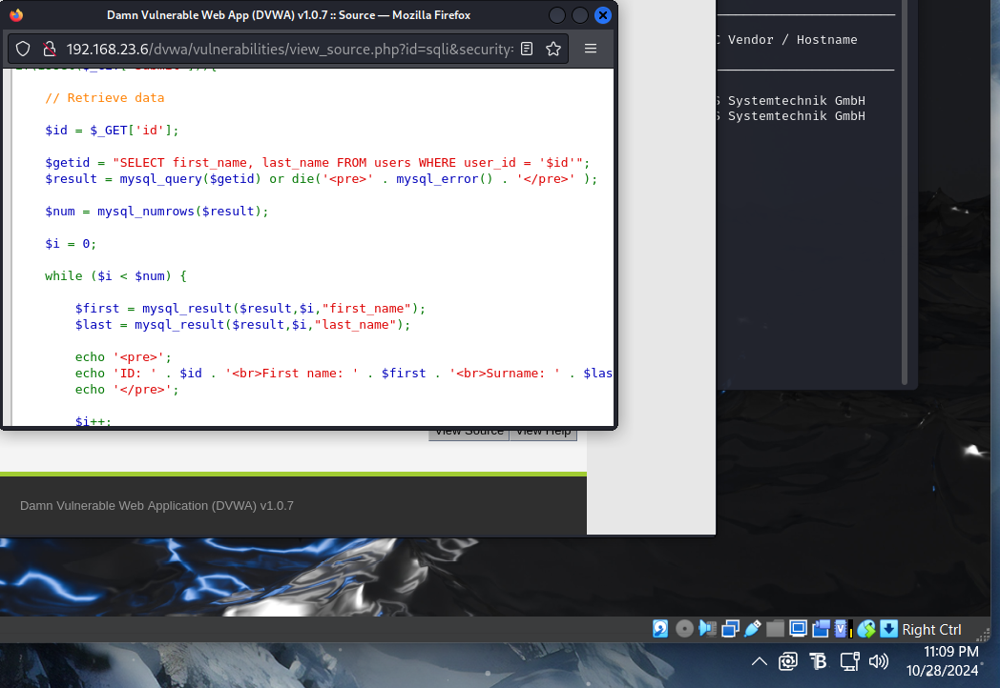 Damn Vulnerable Web App (DVWA) v1.0.7 :: Source — Mozilla Firefox
192.168.23.6/dvwa/vulnerabilities/view_source.php?id=sqli&security:
// Retrieve data
$id = $_GET['id'];
$getid = "SELECT first_name, last_name FROM users WHERE user_id = '$id'";
$result = mysql_query($getid) or die('<pre>' . mysql_error() . '</pre>' );
$num = mysql_numrows($result);
$i = 0;
while ($i < $num) {
$first = mysql_result($result,$i,"first_name");
$last = mysql_result($result,$i,"last_name");
echo '<pre>';
echo 'ID: ' . $id . '<br>First name: ' . $first . '<br>Surname: ' . $las
echo '</pre>';
$i++;
View Source
View Help
Damn Vulnerable Web Application (DVWA) v1.0.7
C Vendor / Hostname
S Systemtechnik GmbH
S Systemtechnik GmbH
Right Ctrl
11:09 PM
10/28/2024